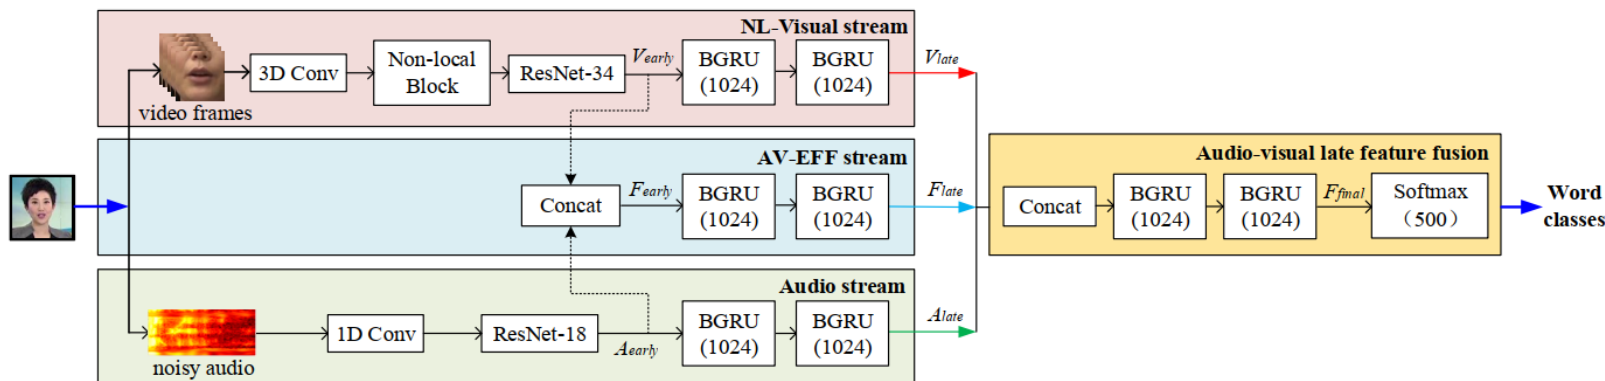 NL-Visual stream
video frames
3D Conv
Non-local
Block
ResNet-34
Vearly
BGRU
(1024)
BGRU
(1024)
Vlate
AV-EFF stream
Concat
Fearly
BGRU
(1024)
BGRU
(1024)
Flate
Audio stream
noisy audio
1D Conv
ResNet-18
Aearly
BGRU
(1024)
BGRU
(1024)
Alate
Audio-visual late feature fusion
Concat
BGRU
(1024)
BGRU
(1024)
Ffinal
Softmax
（500）
Word
classes